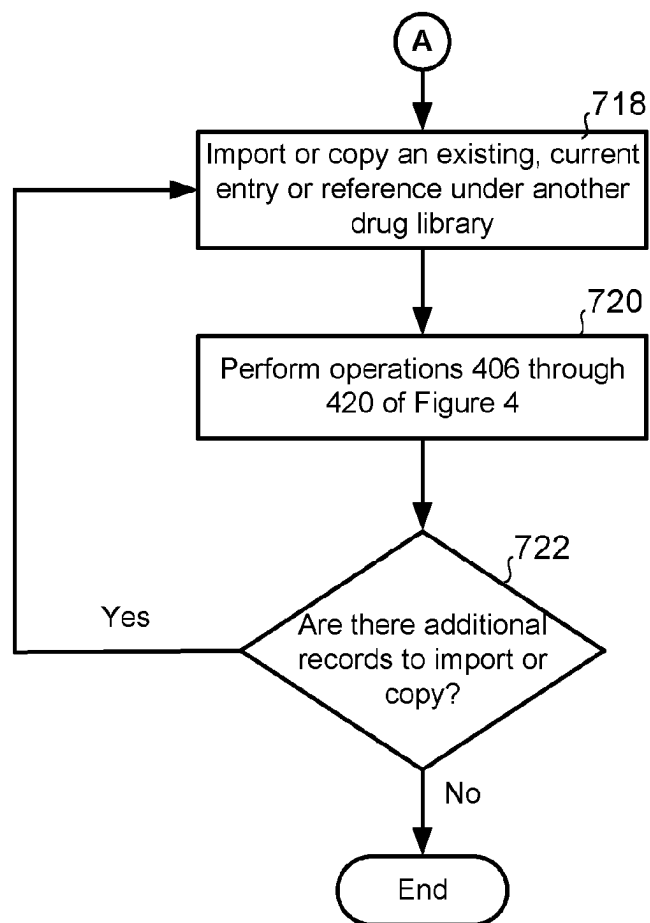 A
718
Import or copy an existing, current
entry or reference under another
drug library
720
Perform operations 406 through
420 of Figure 4
722
Are there additional
records to import or
copy?
Yes
No
End